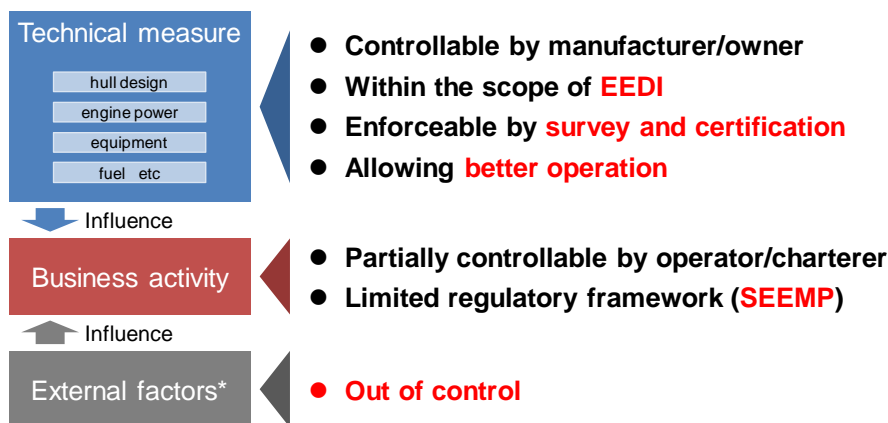 Technical measure
hull design
engine power
equipment
fuel etc
● Controllable by manufacturer/owner
● Within the scope of EEDI
● Enforceable by survey and certification
● Allowing better operation
Influence
Business activity
● Partially controllable by operator/charterer
● Limited regulatory framework (SEEMP)
Influence
External factors*
● Out of control